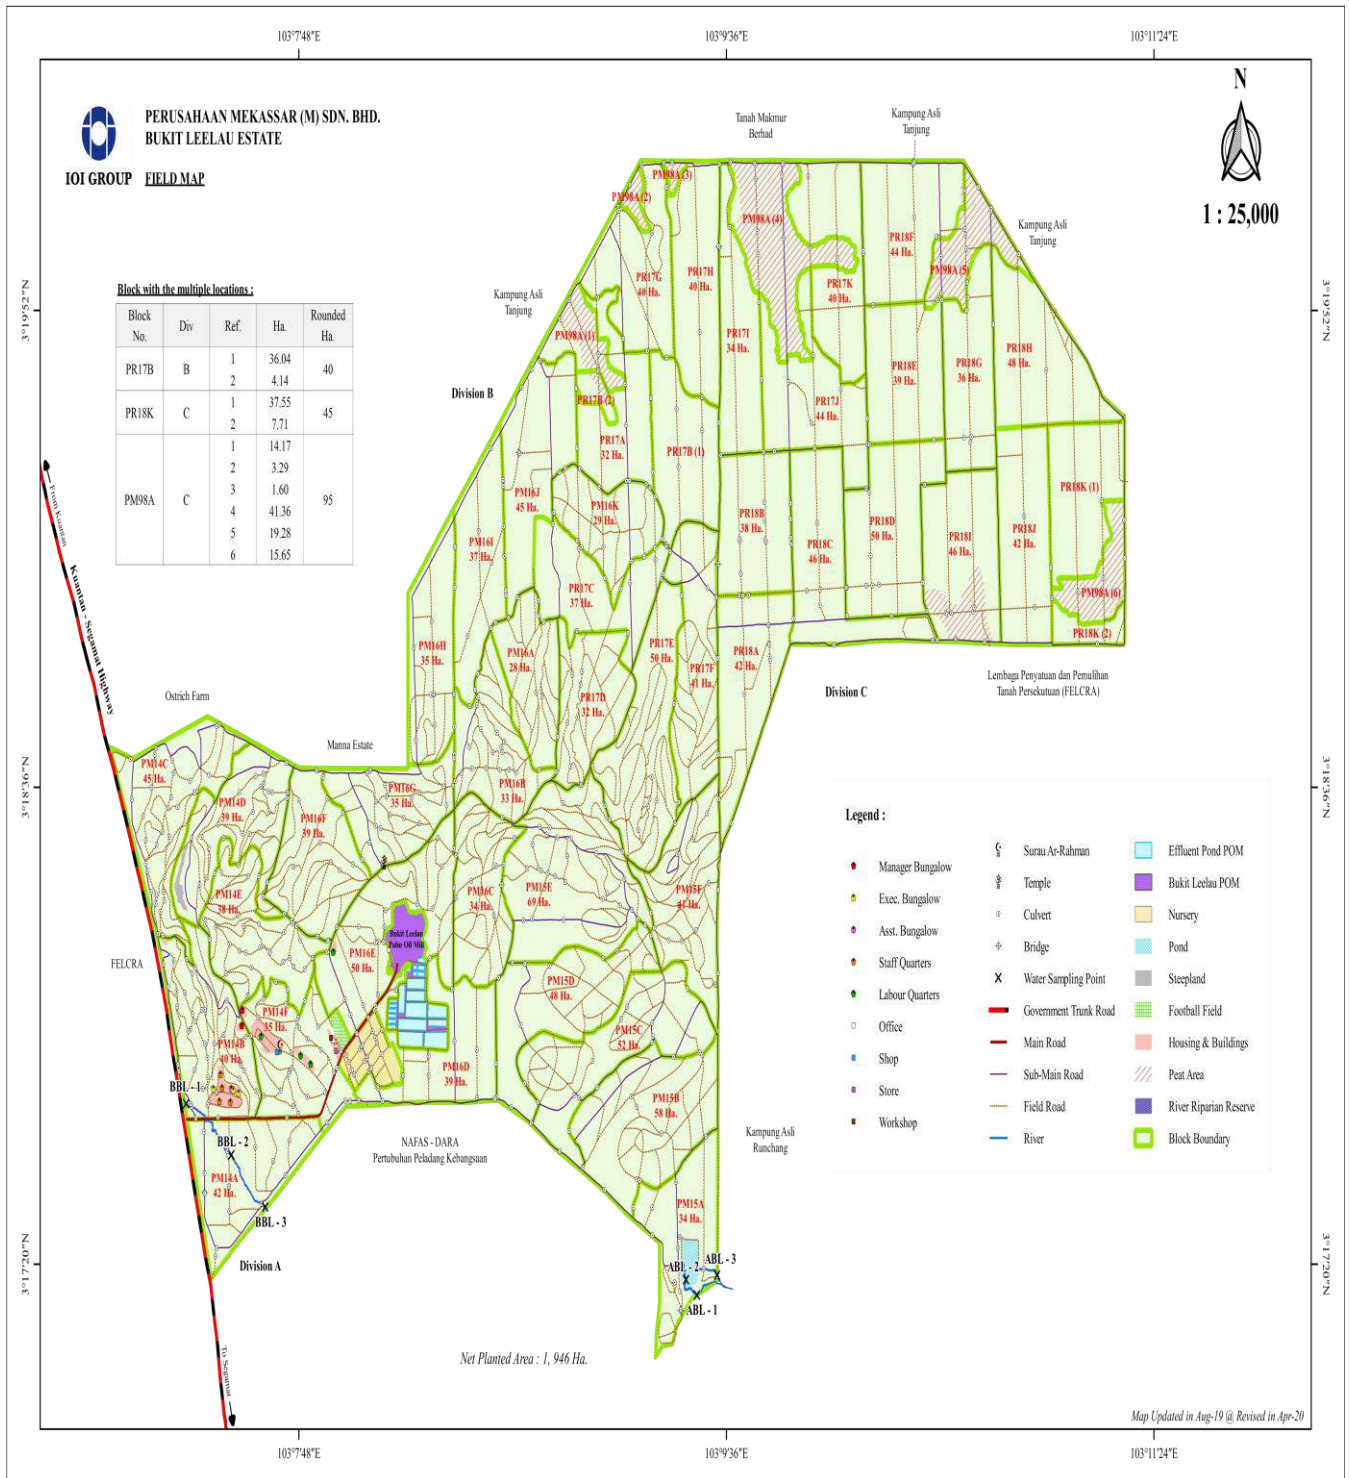 103°7'48"E
103°9'36"E
103°11'24"E
PERUSAHAAN MEKASSAR (M) SDN. BHD.
BUKIT LEELAU ESTATE
IOI GROUP
FIELD MAP
N
1 : 25,000
Tanah Makmur
Berhad
Kampung Asli
Tanjung
Kampung Asli
Tanjung
Kampung Asli
Tanjung
3°19'52"N
3°19'52"N
Block with the multiple locations :
Block No. Div Ref. Ha. Rounded Ha.
PR17B B 1 36.04 40
2 4.14
PR18K C 1 37.55 45
2 7.71
PM98A C 1 14.17 95
2 3.29
3 1.60
4 41.36
5 19.28
6 15.65
PM98A (3)
PM98A (2)
PM98A (4)
PR18F
44 Ha.
PM98A (5)
PR17G
40 Ha.
PR17H
40 Ha.
PR17K
40 Ha.
PM98A (1)
PR17I
34 Ha.
PR18E
39 Ha.
PR18G
36 Ha.
PR18H
48 Ha.
Division B
PR17B (2)
PR17J
44 Ha.
PR17A
32 Ha.
PR17B (1)
PM16J
45 Ha.
PM16K
29 Ha.
PR18K (1)
PR18B
38 Ha.
PR18D
50 Ha.
PR18C
46 Ha.
PR18I
46 Ha.
PR18J
42 Ha.
PM16I
37 Ha.
PR17C
37 Ha.
PM98A (6)
PR18K (2)
From Kuantan
Kuantan - Segamat Highway
PM16H
35 Ha.
PM16A
28 Ha.
PR17E
50 Ha.
PR17F
41 Ha.
PR18A
42 Ha.
PR17D
32 Ha.
Division C
Lembaga Penyatuan dan Pemulihan
Tanah Persekutuan (FELCRA)
Ostrich Farm
Manna Estate
3°18'36"N
3°18'36"N
PM14C
45 Ha.
PM14D
39 Ha.
PM16F
39 Ha.
PM16G
35 Ha.
PM16B
33 Ha.
PM14E
38 Ha.
PM16C
34 Ha.
PM15E
69 Ha.
PM15F
41 Ha.
FELCRA
Bukit Leelau
Palm Oil Mill
PM16E
50 Ha.
PM15D
48 Ha.
PM14F
35 Ha.
PM15C
52 Ha.
PM14B
40 Ha.
PM16D
39 Ha.
BBL - 1
PM15B
58 Ha.
BBL - 2
NAFAS - DARA
Pertubuhan Peladang Kebangsaan
Kampung Asli
Runchang
PM14A
42 Ha.
BBL - 3
PM15A
34 Ha.
Division A
ABL - 3
ABL - 2
ABL - 1
3°17'20"N
3°17'20"N
To Segamat
Legend :
Manager Bungalow
Exec. Bungalow
Asst. Bungalow
Staff Quarters
Labour Quarters
Office
Shop
Store
Workshop
Surau Ar-Rahman
Temple
Culvert
Bridge
Water Sampling Point
Government Trunk Road
Main Road
Sub-Main Road
Field Road
River
Effluent Pond POM
Bukit Leelau POM
Nursery
Pond
Steepland
Football Field
Housing & Buildings
Peat Area
River Riparian Reserve
Block Boundary
Net Planted Area : 1, 946 Ha.
Map Updated in Aug-19 @ Revised in Apr-20
103°7'48"E
103°9'36"E
103°11'24"E